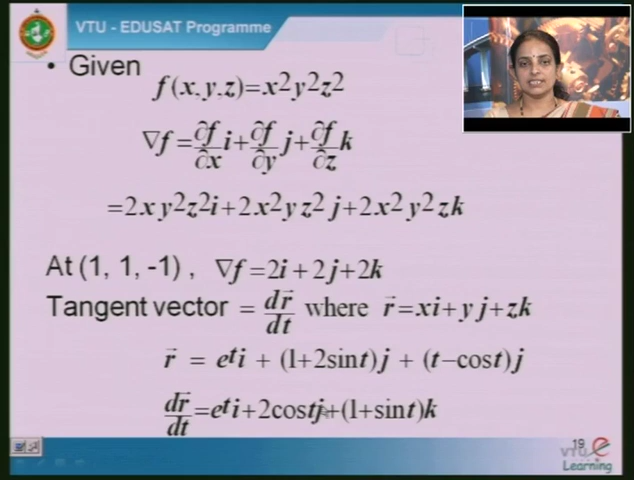 VTU - EDUSAT Programme
• Given
f(x,y,z)=x2y2z2
∇f=∂f/∂x i+∂f/∂y j+∂f/∂z k
=2xy2z2i+2x2yz2j+2x2y2zk
At (1, 1, -1) , ∇f=2i+2j+2k
Tangent vector = dr⃗/dt where r⃗=xi+yj+zk
r⃗ = eti + (1+2sint)j + (t−cost)j
dr⃗/dt=eti+2costj+(1+sint)k
19
VTU e
Learning